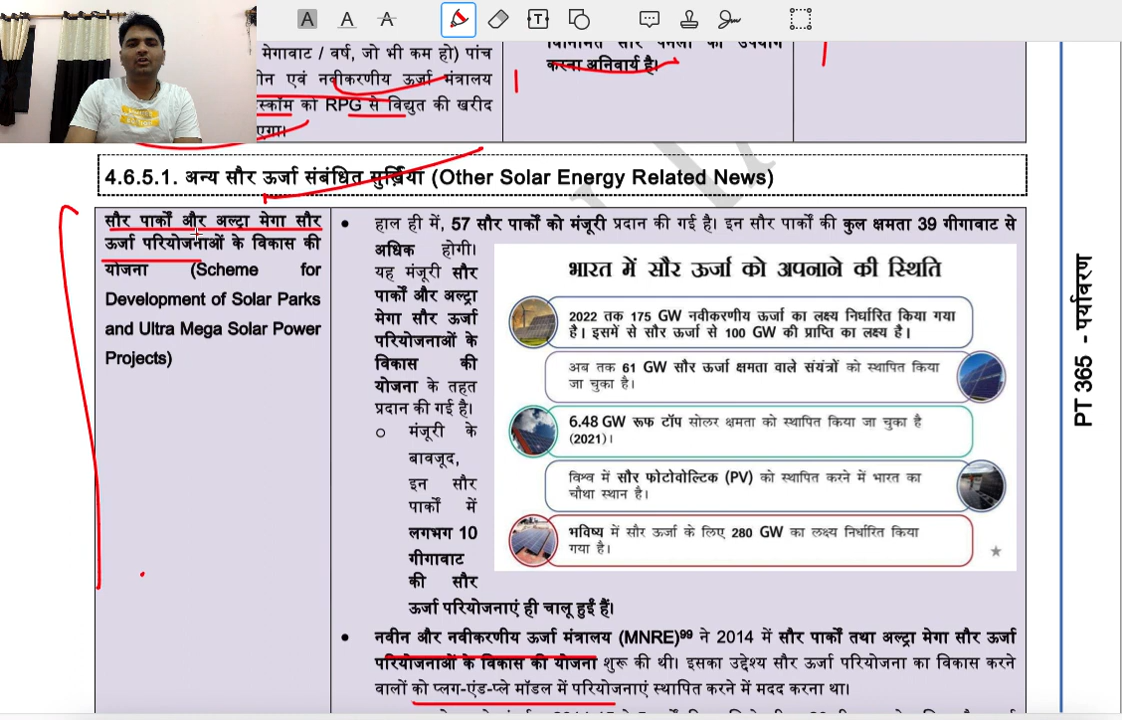 A A A T
मेगावाट / वर्ष, जो भी कम हो) पांच
विनिर्मित सौर पैनलों का उपयोग
ीन एवं नवीकरणीय ऊर्जा मंत्रालय
करना अनिवार्य है।
स्कॉम को RPG से विद्युत की खरीद
एगा।
4.6.5.1. अन्य सौर ऊर्जा संबंधित सुर्ख़ियां (Other Solar Energy Related News)
सौर पार्कों और अल्ट्रा मेगा सौर
ऊर्जा परियोजनाओं के विकास की
योजना (Scheme for
Development of Solar Parks
and Ultra Mega Solar Power
Projects)
• हाल ही में, 57 सौर पार्कों को मंजूरी प्रदान की गई है। इन सौर पार्कों की कुल क्षमता 39 गीगावाट से
अधिक होगी।
यह मंजूरी सौर
पार्कों और अल्ट्रा
मेगा सौर ऊर्जा
परियोजनाओं के
विकास की
योजना के तहत
प्रदान की गई है।
o मंजूरी के
बावजूद,
इन सौर
पार्कों में
लगभग 10
गीगावाट
की सौर
ऊर्जा परियोजनाएं ही चालू हुईं हैं।
भारत में सौर ऊर्जा को अपनाने की स्थिति
2022 तक 175 GW नवीकरणीय ऊर्जा का लक्ष्य निर्धारित किया गया
है। इसमें से सौर ऊर्जा से 100 GW की प्राप्ति का लक्ष्य है।
अब तक 61 GW सौर ऊर्जा क्षमता वाले संयंत्रों को स्थापित किया
जा चुका है।
6.48 GW रूफ टॉप सोलर क्षमता को स्थापित किया जा चुका है
(2021)।
विश्व में सौर फोटोवोल्टिक (PV) को स्थापित करने में भारत का
चौथा स्थान है।
भविष्य में सौर ऊर्जा के लिए 280 GW का लक्ष्य निर्धारित किया
गया है।
• नवीन और नवीकरणीय ऊर्जा मंत्रालय (MNRE)⁹⁹ ने 2014 में सौर पार्कों तथा अल्ट्रा मेगा सौर ऊर्जा
परियोजनाओं के विकास की योजना शुरू की थी। इसका उद्देश्य सौर ऊर्जा परियोजना का विकास करने
वालों को प्लग-एंड-प्ले मॉडल में परियोजनाएं स्थापित करने में मदद करना था।
PT 365 - पर्यावरण